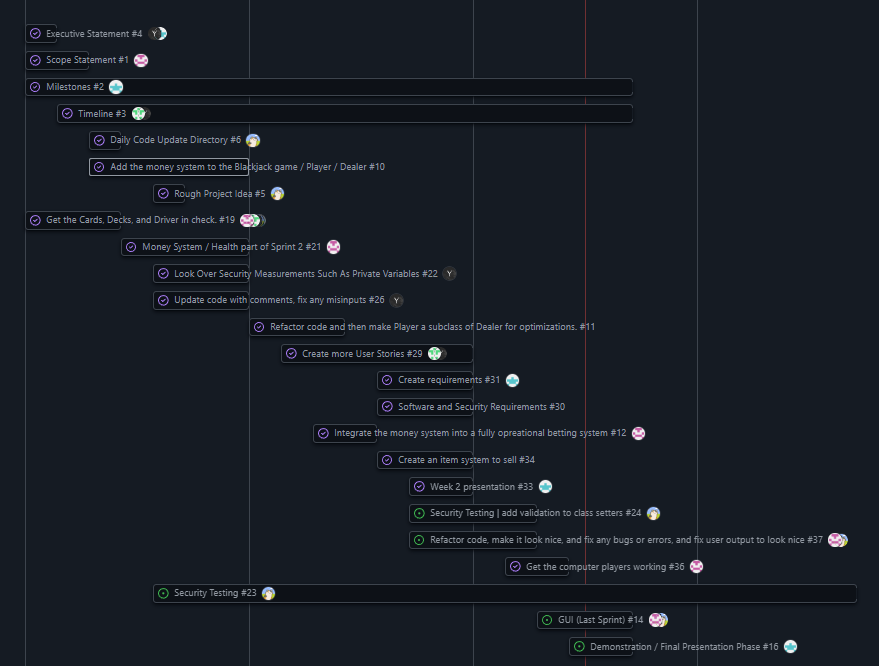 Executive Statement #4 Y
Scope Statement #1
Milestones #2
Timeline #3
Daily Code Update Directory #6
Add the money system to the Blackjack game / Player / Dealer #10
Rough Project Idea #5
Get the Cards, Decks, and Driver in check. #19
Money System / Health part of Sprint 2 #21
Look Over Security Measurements Such As Private Variables #22 Y
Update code with comments, fix any misinputs #26 Y
Refactor code and then make Player a subclass of Dealer for optimizations. #11
Create more User Stories #29
Create requirements #31
Software and Security Requirements #30
Integrate the money system into a fully opreational betting system #12
Create an item system to sell #34
Week 2 presentation #33
Security Testing | add validation to class setters #24
Refactor code, make it look nice, and fix any bugs or errors, and fix user output to look nice #37
Get the computer players working #36
Security Testing #23
GUI (Last Sprint) #14
Demonstration / Final Presentation Phase #16